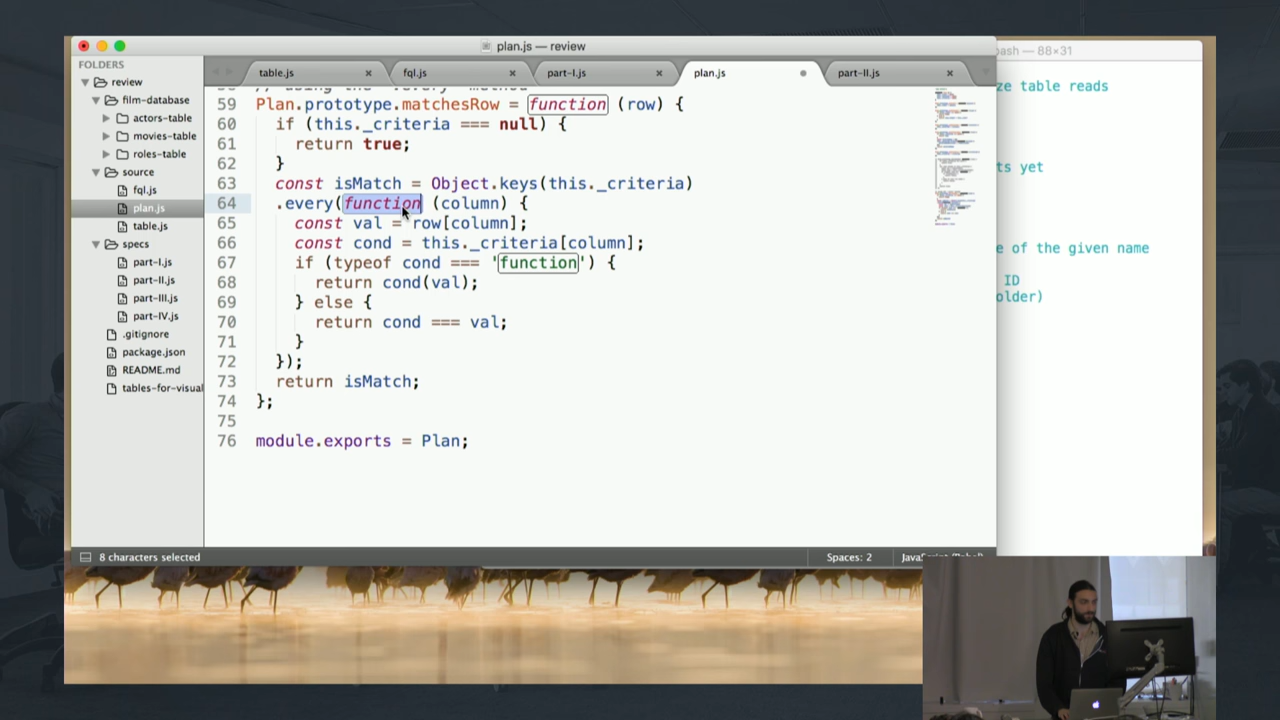 plan.js — review
bash — 88×31
FOLDERS
review
film-database
actors-table
movies-table
roles-table
source
fql.js
plan.js
table.js
specs
part-I.js
part-II.js
part-III.js
part-IV.js
.gitignore
package.json
README.md
tables-for-visual
table.js
fql.js
part-I.js
plan.js
part-II.js
59 Plan.prototype.matchesRow = function (row) {
60 if (this._criteria === null) {
61 return true;
62 }
63 const isMatch = Object.keys(this._criteria)
64 .every(function (column) {
65 const val = row[column];
66 const cond = this._criteria[column];
67 if (typeof cond === 'function') {
68 return cond(val);
69 } else {
70 return cond === val;
71 }
72 });
73 return isMatch;
74 };
75
76 module.exports = Plan;
ze table reads
ts yet
e of the given name
ID
older)
8 characters selected
Spaces: 2